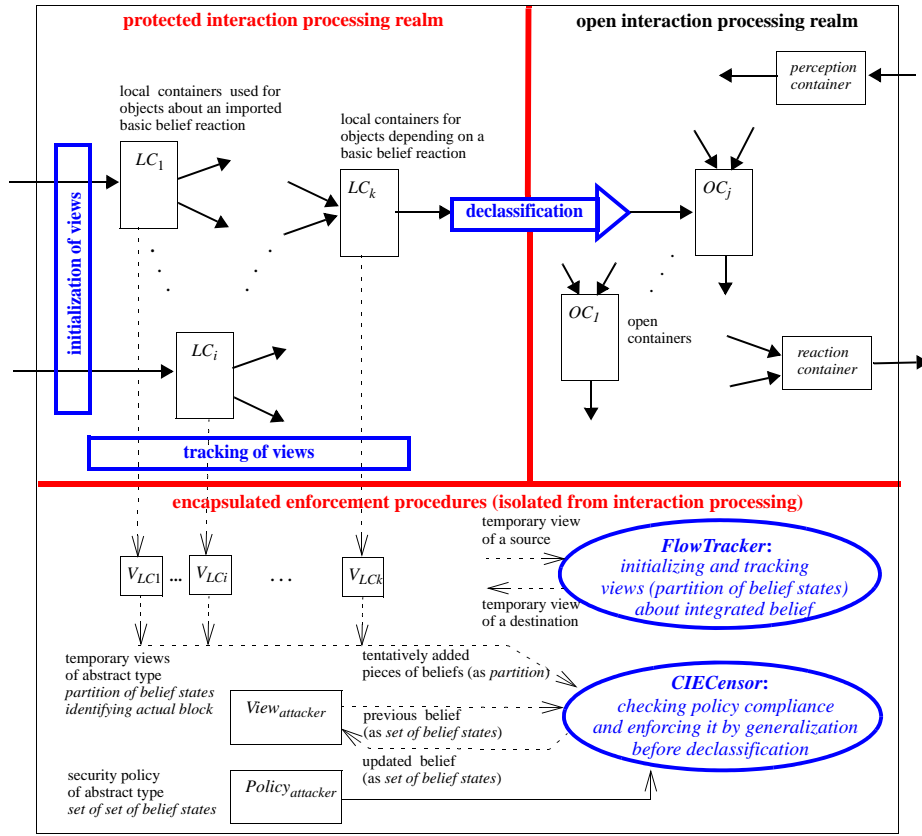 protected interaction processing realm
open interaction processing realm
perception
container
local containers used for
objects about an imported
basic belief reaction
local containers for
objects depending on a
basic belief reaction
LC1
LCk
OCj
initialization of views
declassification
. . .
. . .
. . .
OC1
open
containers
LCi
reaction
container
tracking of views
encapsulated enforcement procedures (isolated from interaction processing)
temporary view
of a source
FlowTracker:
initializing and tracking
views (partition of belief states)
about integrated belief
VLC1
...
VLCi
. . .
VLCk
temporary view
of a destination
temporary views
of abstract type
partition of belief states
identifying actual block
tentatively added
pieces of beliefs (as partition)
CIECensor:
checking policy compliance
and enforcing it by generalization
before declassification
Viewattacker
previous belief
(as set of belief states)
updated belief
(as set of belief states)
security policy
of abstract type
set of set of belief states
Policyattacker